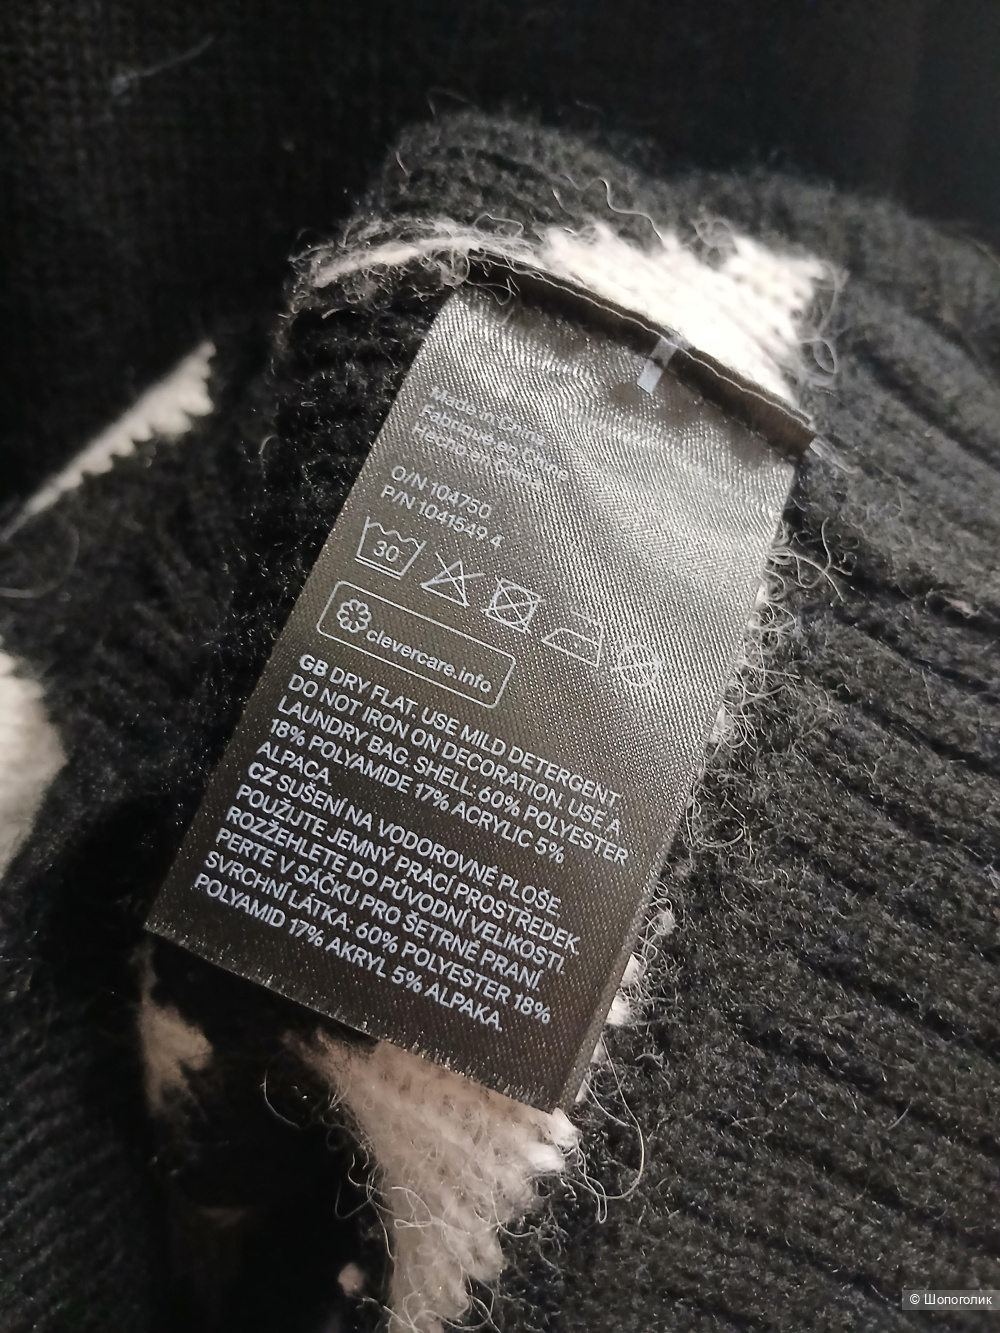 Made in China
Fabriqué en Chine
Hecho en China
O/N 104750
P/N 1041549.4
30
clevercare.info
GB DRY FLAT. USE MILD DETERGENT.
DO NOT IRON ON DECORATION. USE A
LAUNDRY BAG. SHELL: 60% POLYESTER
18% POLYAMIDE 17% ACRYLIC 5%
ALPACA
CZ SUŠENÍ NA VODOROVNÉ PLOŠE.
POUŽIJTE JEMNÝ PRACÍ PROSTŘEDEK.
ROZŽEHLETE DO PŮVODNÍ VELIKOSTI.
PERTE V SÁČKU PRO ŠETRNÉ PRANÍ.
SVRCHNÍ LÁTKA: 60% POLYESTER 18%
POLYAMID 17% AKRYL 5% ALPAKA.
© Шопоголик